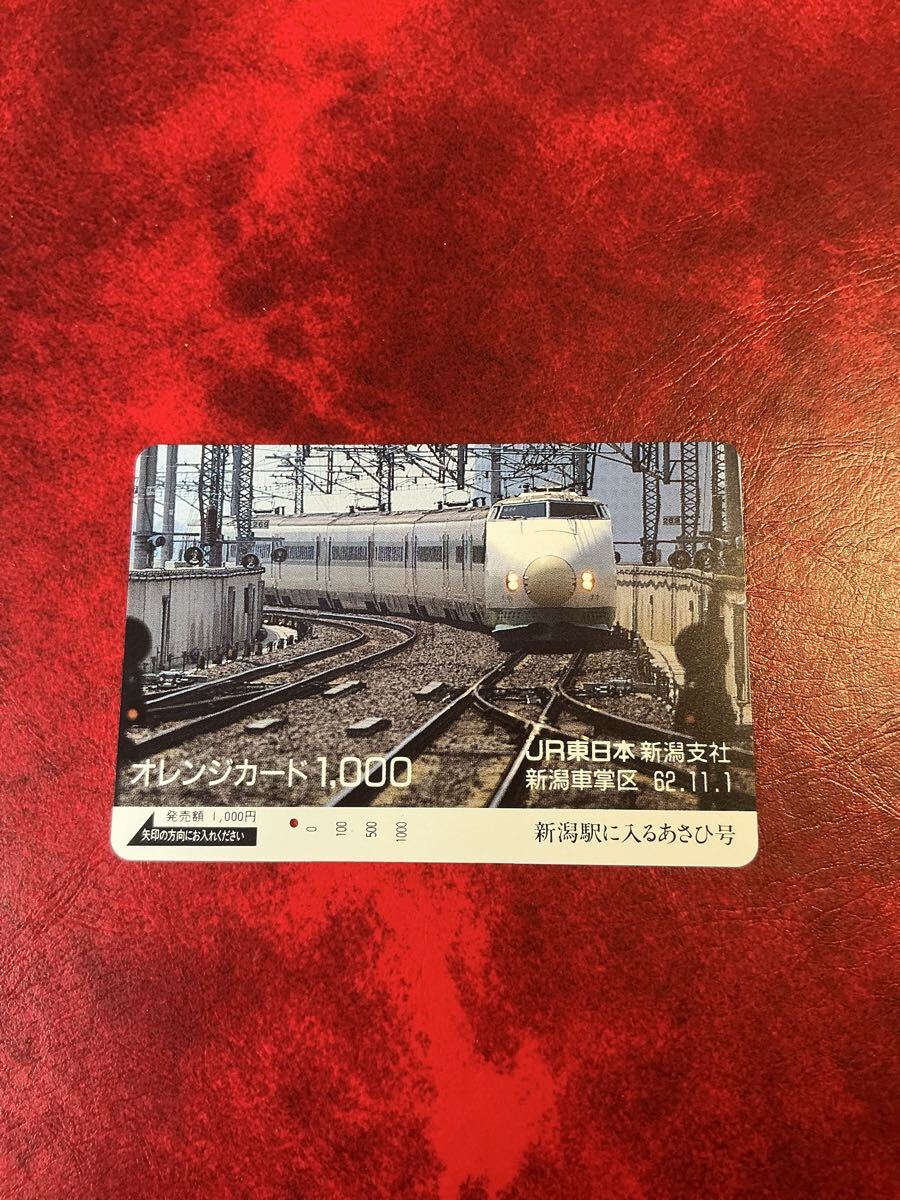 269
オレンジカード1,000
JR東日本 新潟支社
新潟車掌区 62.11.1
発売額 1,000円
矢印の方向にお入れください
0
100
500
1000
新潟駅に入るあさひ号